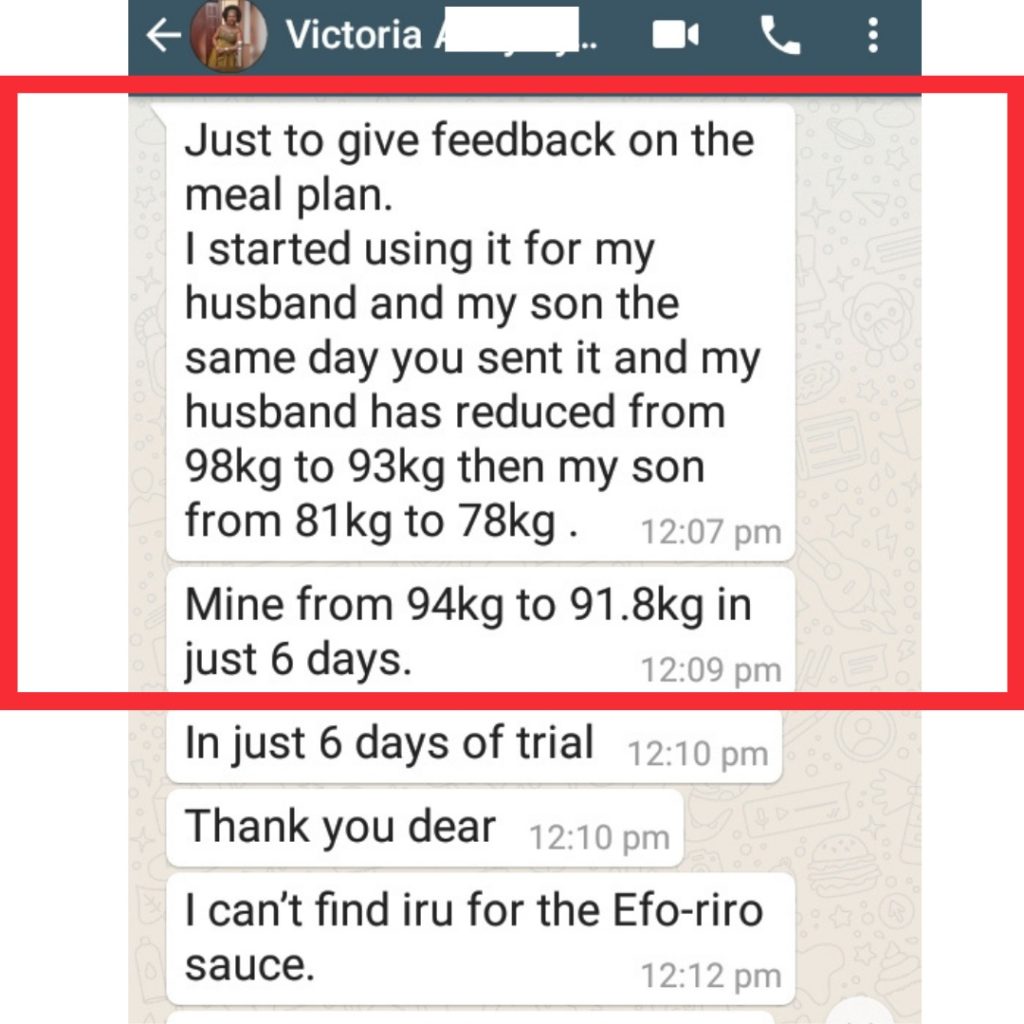 Victoria
Just to give feedback on the
meal plan.
I started using it for my
husband and my son the
same day you sent it and my
husband has reduced from
98kg to 93kg then my son
from 81kg to 78kg . 12:07 pm
Mine from 94kg to 91.8kg in
just 6 days. 12:09 pm
In just 6 days of trial 12:10 pm
Thank you dear 12:10 pm
I can't find iru for the Efo-riro
sauce. 12:12 pm